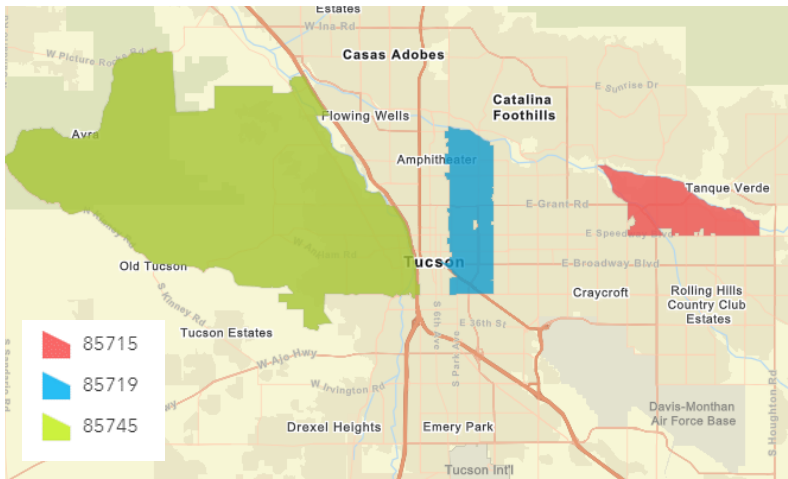 Estates
W Ina Rd
Casas Adobes
W Picture Rocks Rd
E Sunrise Dr
Catalina
Foothills
Flowing Wells
Avra
Amphitheater
Tanque Verde
E Grant-Rd
W Anklam Rd
E Speedway Blvd
Old Tucson
Tucson
E Broadway Blvd
S Kinney Rd
Craycroft
Rolling Hills
Country Club
Estates
Tucson Estates
S 6th Ave
E 36th St
S Park Ave
W Ajo-Hwy
W Irvington Rd
Hwy
Davis-Monthan
Air Force Base
S Houghton Rd
Drexel Heights
Emery Park
Tucson Int'l
85715
85719
85745